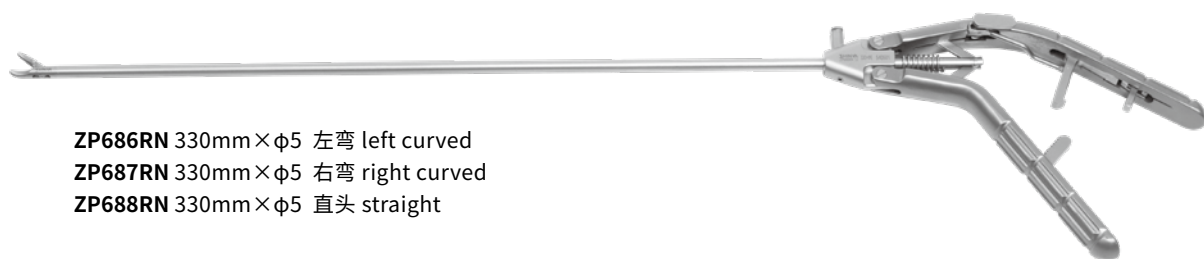 ZP686RN 330mm×φ5 左弯 left curved
ZP687RN 330mm×φ5 右弯 right curved
ZP688RN 330mm×φ5 直头 straight